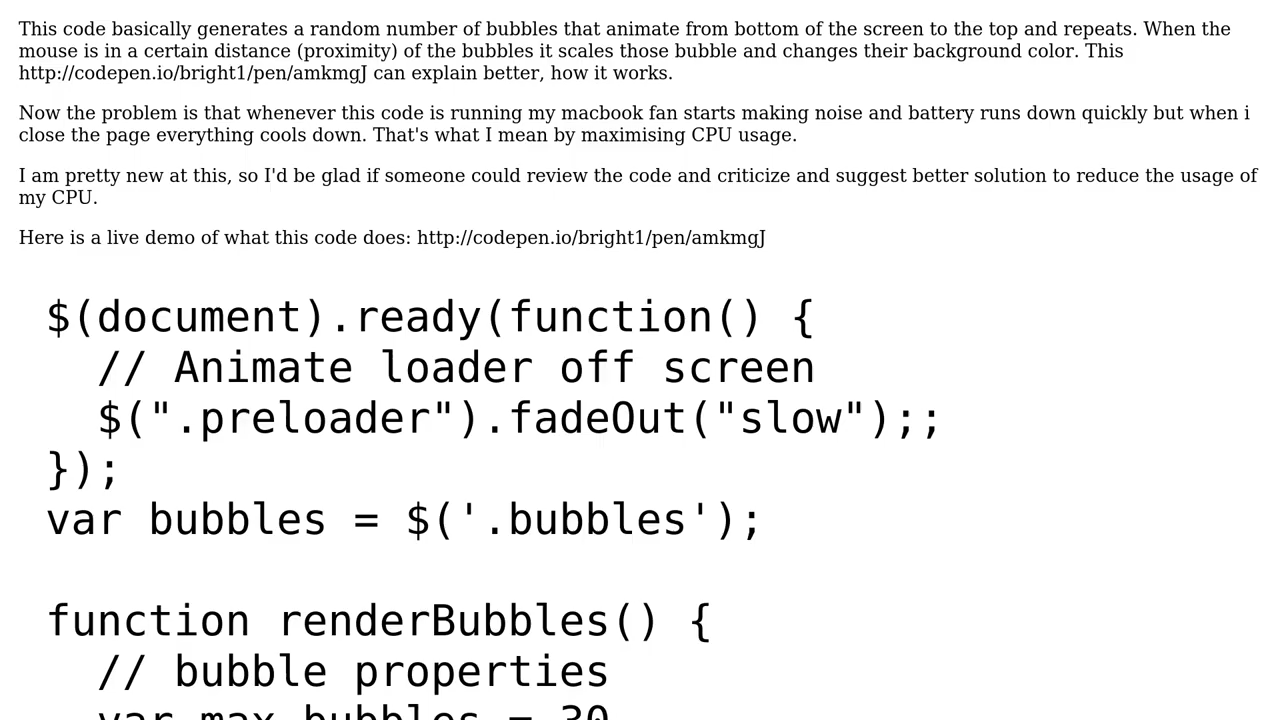 This code basically generates a random number of bubbles that animate from bottom of the screen to the top and repeats. When the
mouse is in a certain distance (proximity) of the bubbles it scales those bubble and changes their background color. This
http://codepen.io/bright1/pen/amkmgJ can explain better, how it works.
Now the problem is that whenever this code is running my macbook fan starts making noise and battery runs down quickly but when i
close the page everything cools down. That's what I mean by maximising CPU usage.
I am pretty new at this, so I'd be glad if someone could review the code and criticize and suggest better solution to reduce the usage of
my CPU.
Here is a live demo of what this code does: http://codepen.io/bright1/pen/amkmgJ
$(document).ready(function() {
  // Animate loader off screen
  $(".preloader").fadeOut("slow");;
});
var bubbles = $('.bubbles');
function renderBubbles() {
  // bubble properties
  var max_bubbles = 30